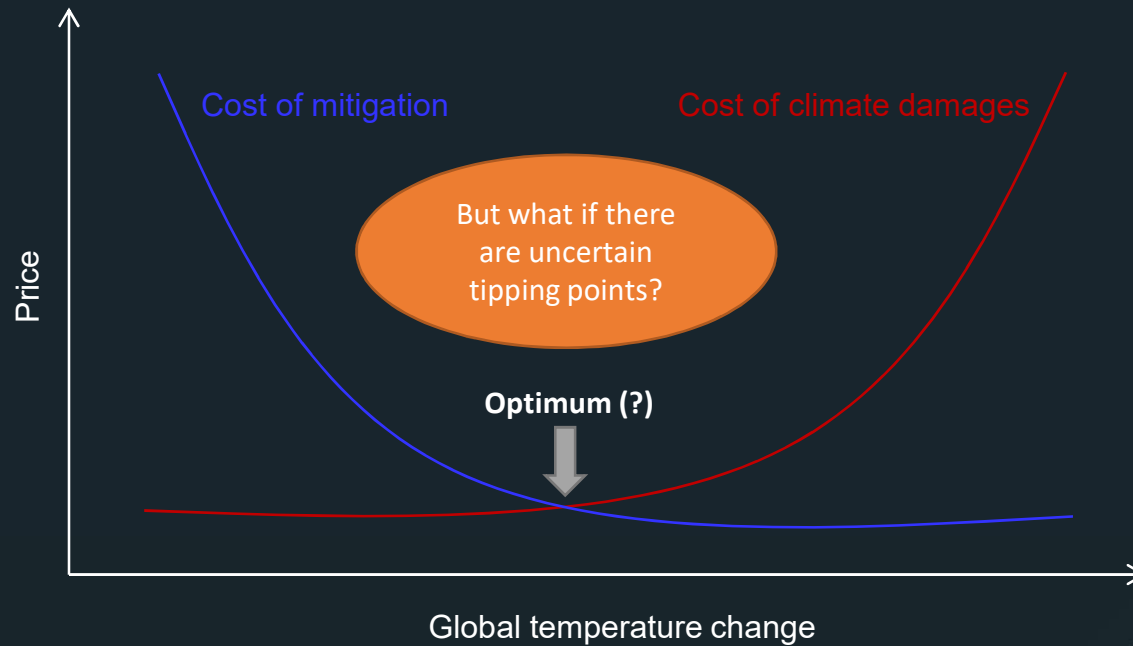 Cost of mitigation
Cost of climate damages
But what if there
are uncertain
tipping points?
Price
Optimum (?)
Global temperature change